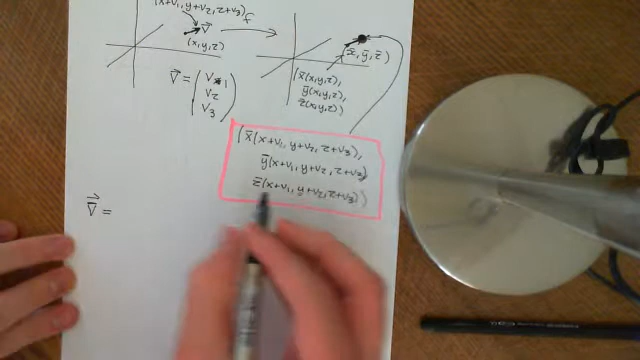 (x+v₁, y+v₂, z+v₃)
v⃗
f
(x,y,z)
(x̄, ȳ, z̄)
v⃗ = (v₁
v₂
v₃)
(x̄(x,y,z),
ȳ(x,y,z),
z̄(x,y,z))
(x̄(x+v₁, y+v₂, z+v₃),
ȳ(x+v₁, y+v₂, z+v₃)
z̄(x+v₁, y+v₂, z+v₃))
v̄⃗ =